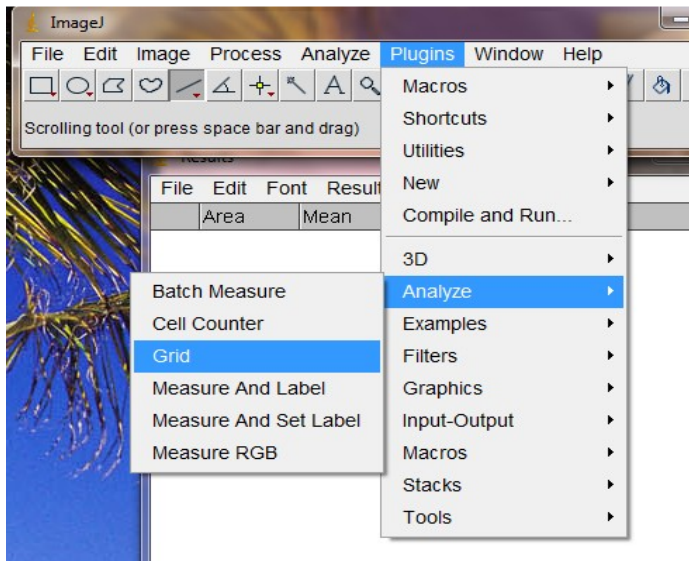 ImageJ
File Edit Image Process Analyze Plugins Window Help
A
Scrolling tool (or press space bar and drag)
Results
File Edit Font Result
Area Mean
Macros
Shortcuts
Utilities
New
Compile and Run...
3D
Analyze
Examples
Filters
Graphics
Input-Output
Macros
Stacks
Tools
Batch Measure
Cell Counter
Grid
Measure And Label
Measure And Set Label
Measure RGB